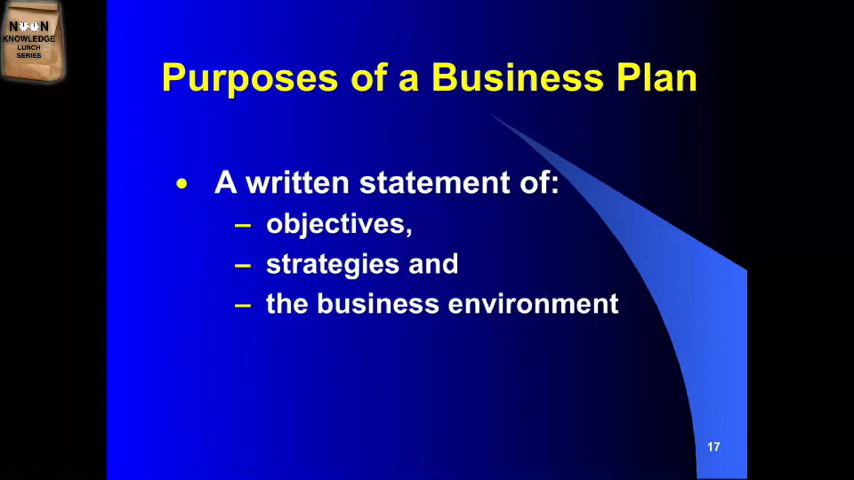 NOON
KNOWLEDGE
LUNCH
SERIES
Purposes of a Business Plan
• A written statement of:
– objectives,
– strategies and
– the business environment
17